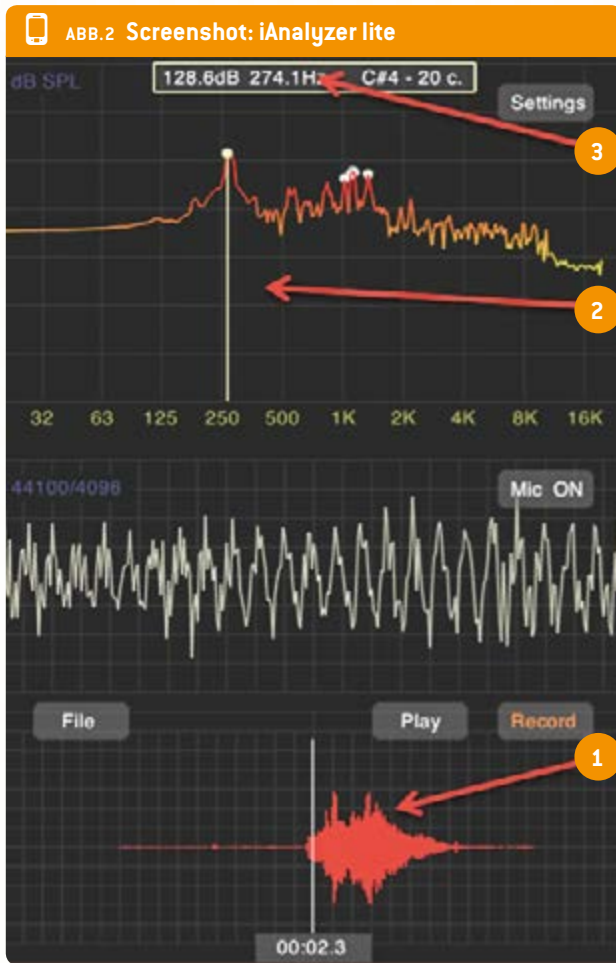 ABB.2 Screenshot: iAnalyzer lite
dB SPL
128.6dB 274.1Hz C#4 - 20 c.
Settings
3
2
32 63 125 250 500 1K 2K 4K 8K 16K
44100/4096
Mic ON
File Play Record
1
00:02.3